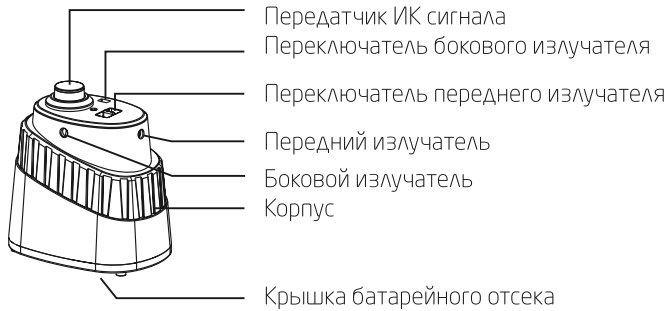 Передатчик ИК сигнала
Переключатель бокового излучателя
Переключатель переднего излучателя
Передний излучатель
Боковой излучатель
Корпус
Крышка батарейного отсека